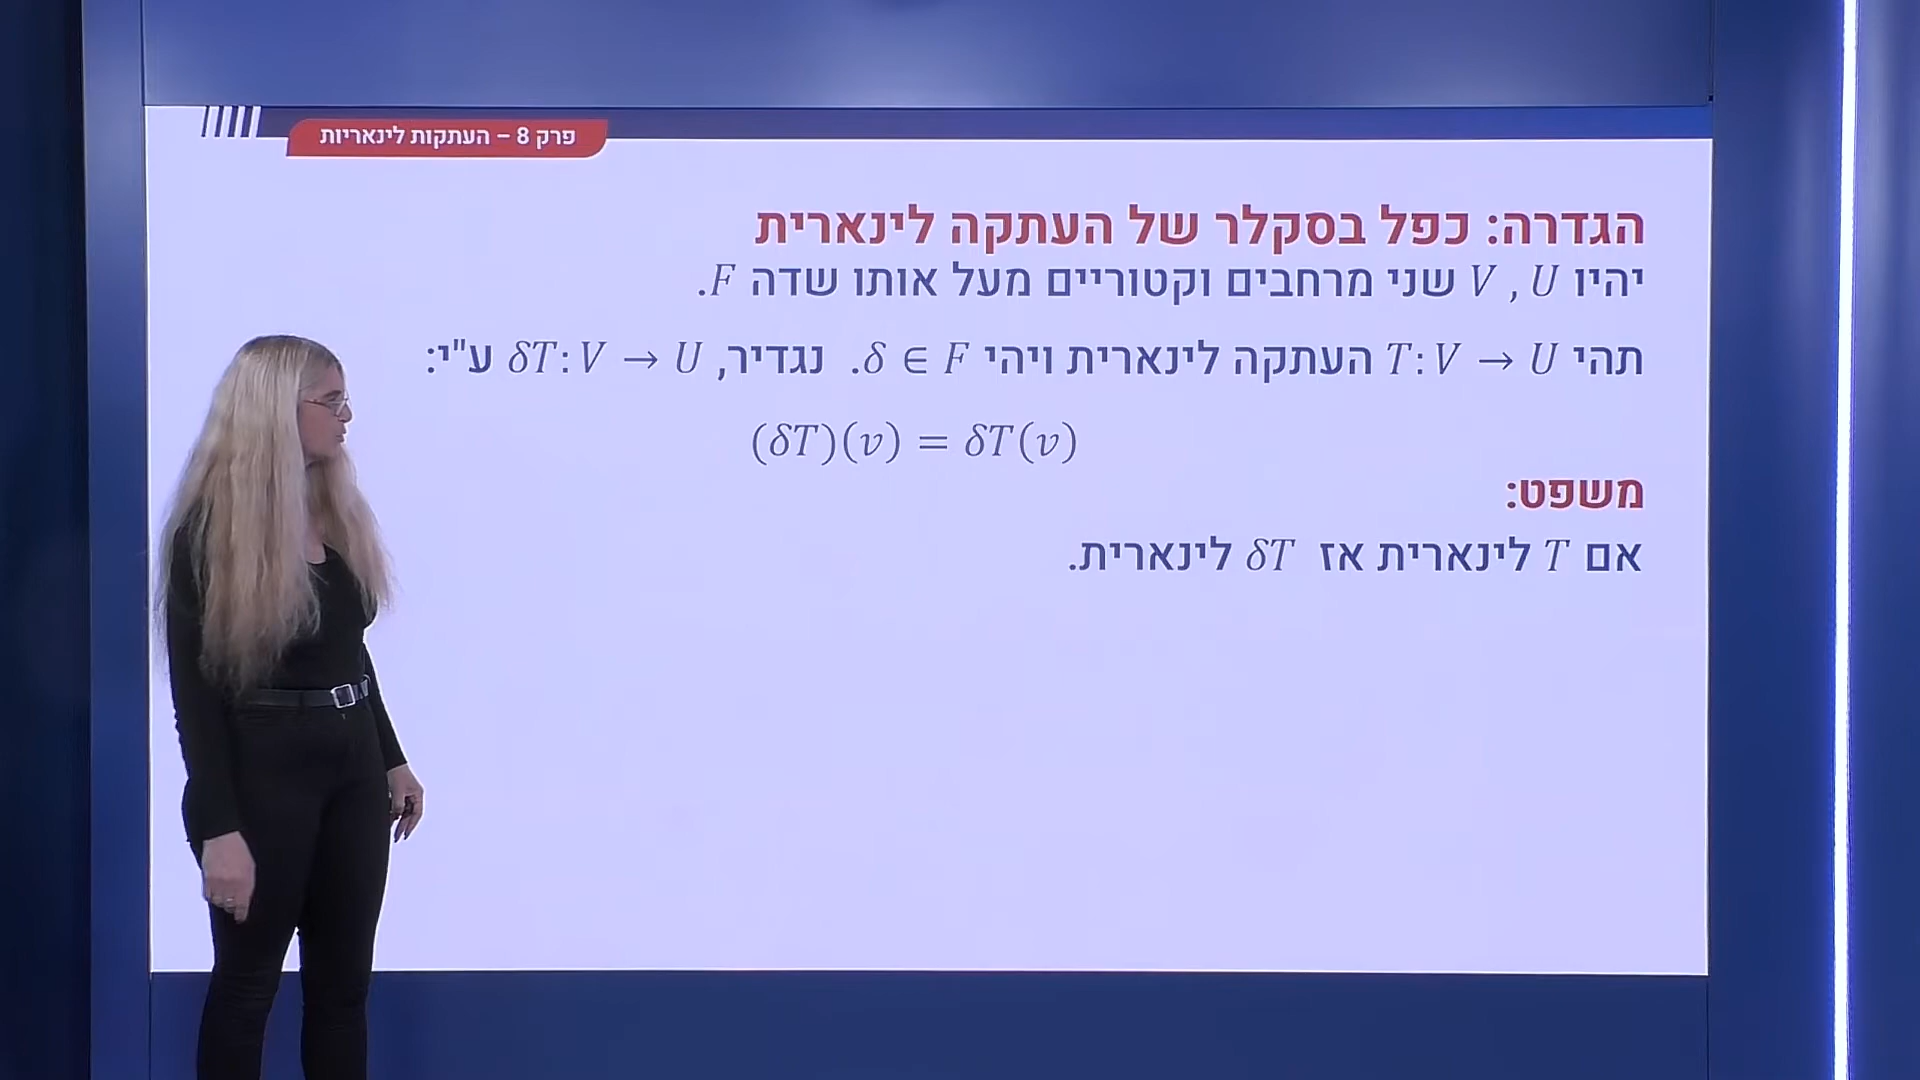 פרק 8 – העתקות לינאריות
הגדרה: כפל בסקלר של העתקה לינארית
יהיו V , U שני מרחבים וקטוריים מעל אותו שדה F.
תהי T: V → U העתקה לינארית ויהי δ ∈ F. נגדיר, δT: V → U ע"י:
(δT)(v) = δT(v)
משפט:
אם T לינארית אז δT לינארית.